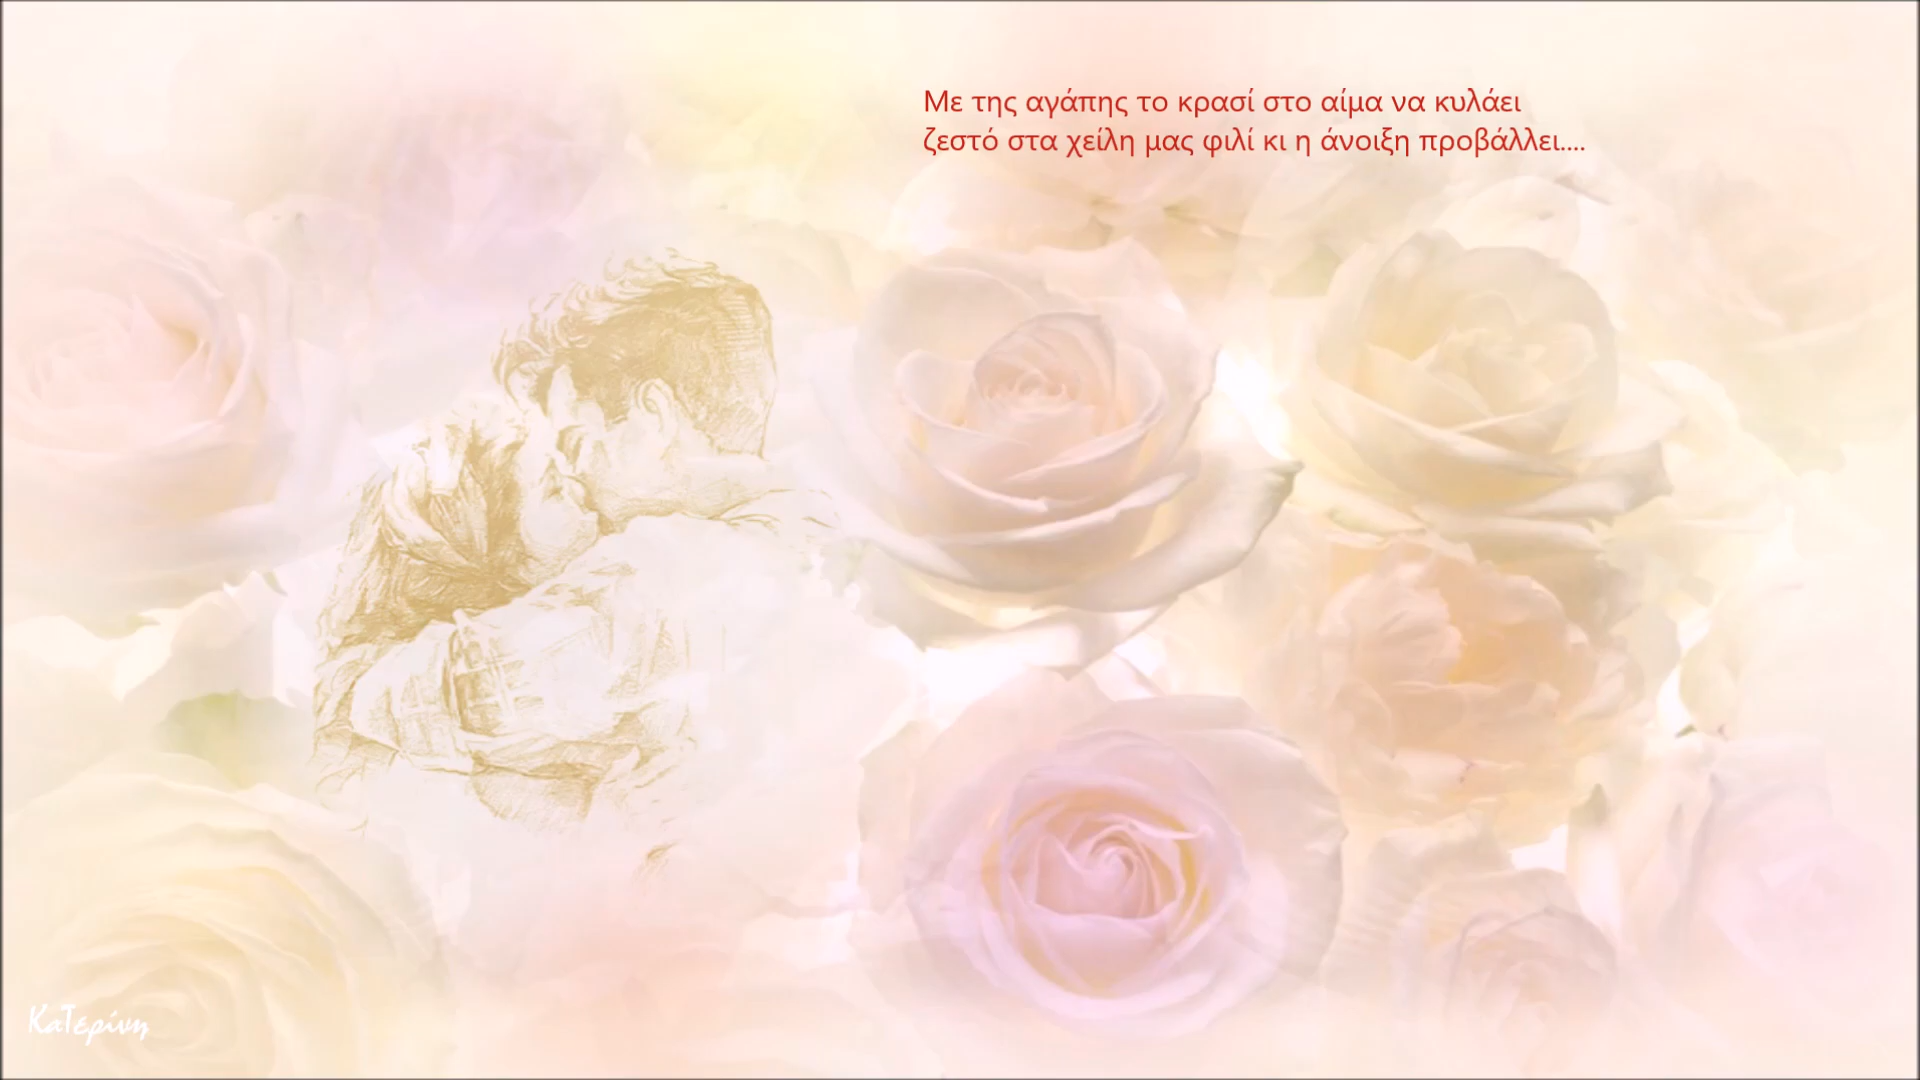 Με της αγάπης το κρασί στο αίμα να κυλάει
ζεστό στα χείλη μας φιλί κι η άνοιξη προβάλλει....
ΚαΤερίνη